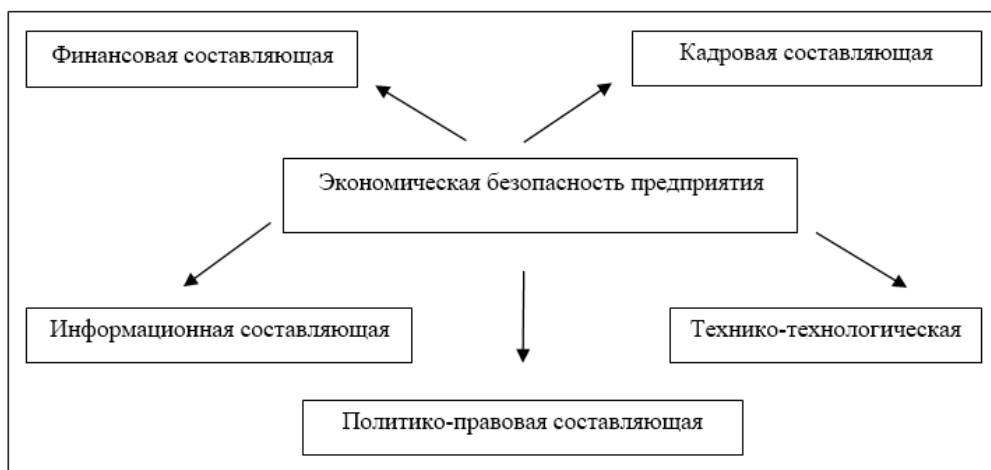 Финансовая составляющая
Кадровая составляющая
Экономическая безопасность предприятия
Информационная составляющая
Технико-технологическая
Политико-правовая составляющая